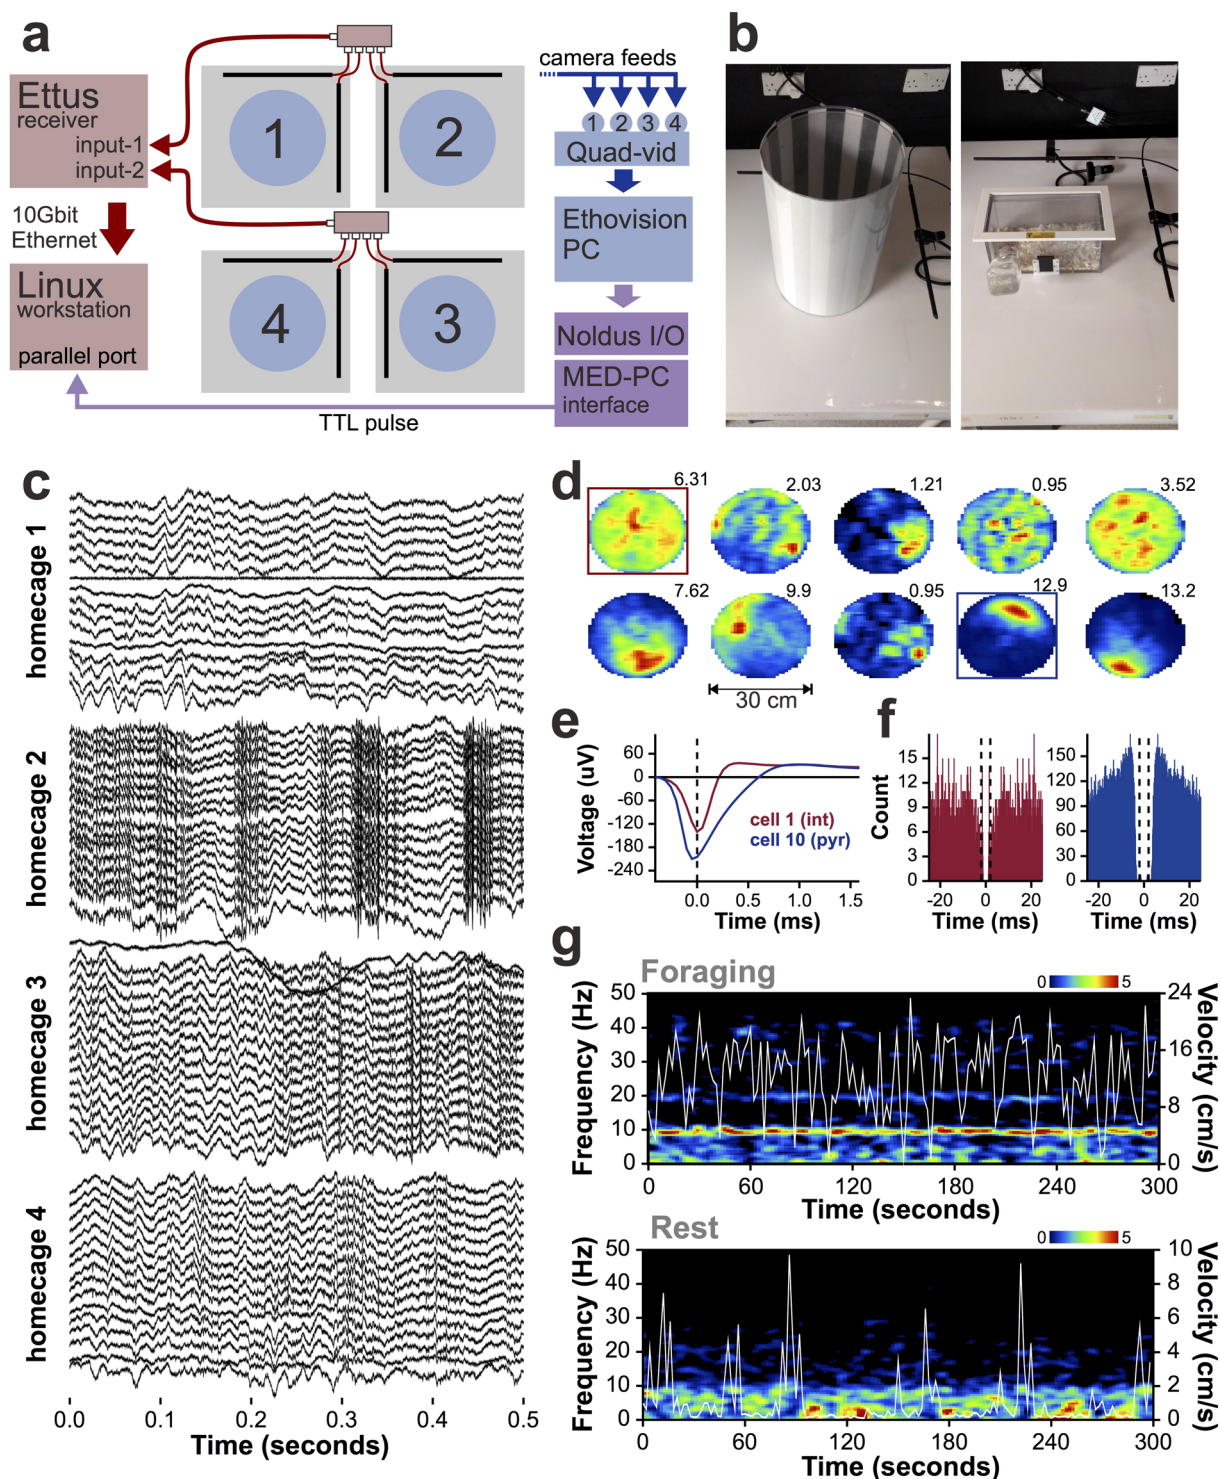 a
Ettus
receiver
input-1
input-2
10Gbit
Ethernet
Linux
workstation
parallel port
1
2
4
3
TTL pulse
camera feeds
1 2 3 4
Quad-vid
Ethovision
PC
Noldus I/O
MED-PC
interface
b
c
homecage 1
homecage 2
homecage 3
homecage 4
0.0 0.1 0.2 0.3 0.4 0.5
Time (seconds)
d
6.31 2.03 1.21 0.95 3.52
7.62 9.9 0.95 12.9 13.2
30 cm
e
Voltage (uV)
60
0
-60
-120
-180
-240
cell 1 (int)
cell 10 (pyr)
0.0 0.5 1.0 1.5
Time (ms)
f
Count
15
12
9
6
3
0
-20 0 20
Time (ms)
150
120
90
60
30
0
-20 0 20
Time (ms)
g
Foraging
0 5
Frequency (Hz)
50
40
30
20
10
0
24
16
8
0
Velocity (cm/s)
0 60 120 180 240 300
Time (seconds)
Rest
0 5
Frequency (Hz)
50
40
30
20
10
0
10
8
6
4
2
0
Velocity (cm/s)
0 60 120 180 240 300
Time (seconds)